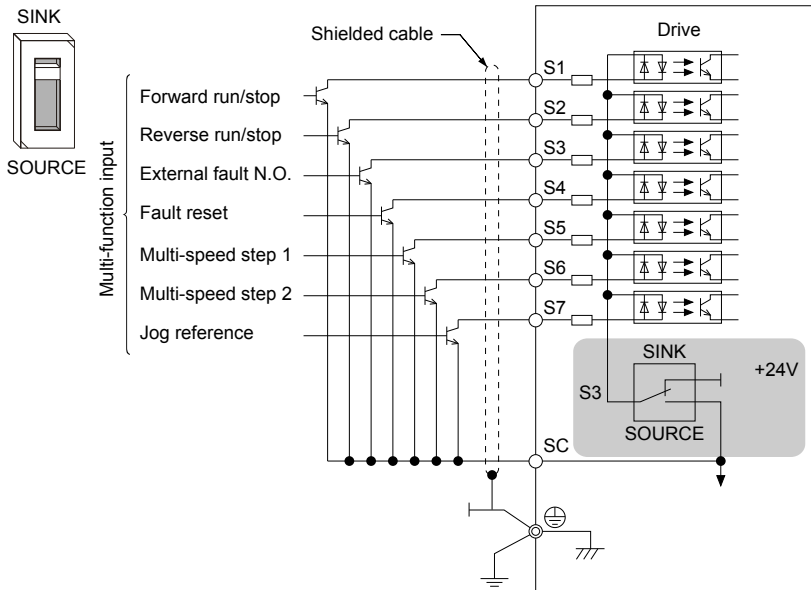 SINK
SOURCE
Shielded cable
Drive
Multi-function input
Forward run/stop
Reverse run/stop
External fault N.O.
Fault reset
Multi-speed step 1
Multi-speed step 2
Jog reference
S1
S2
S3
S4
S5
S6
S7
SINK
+24V
S3
SOURCE
SC